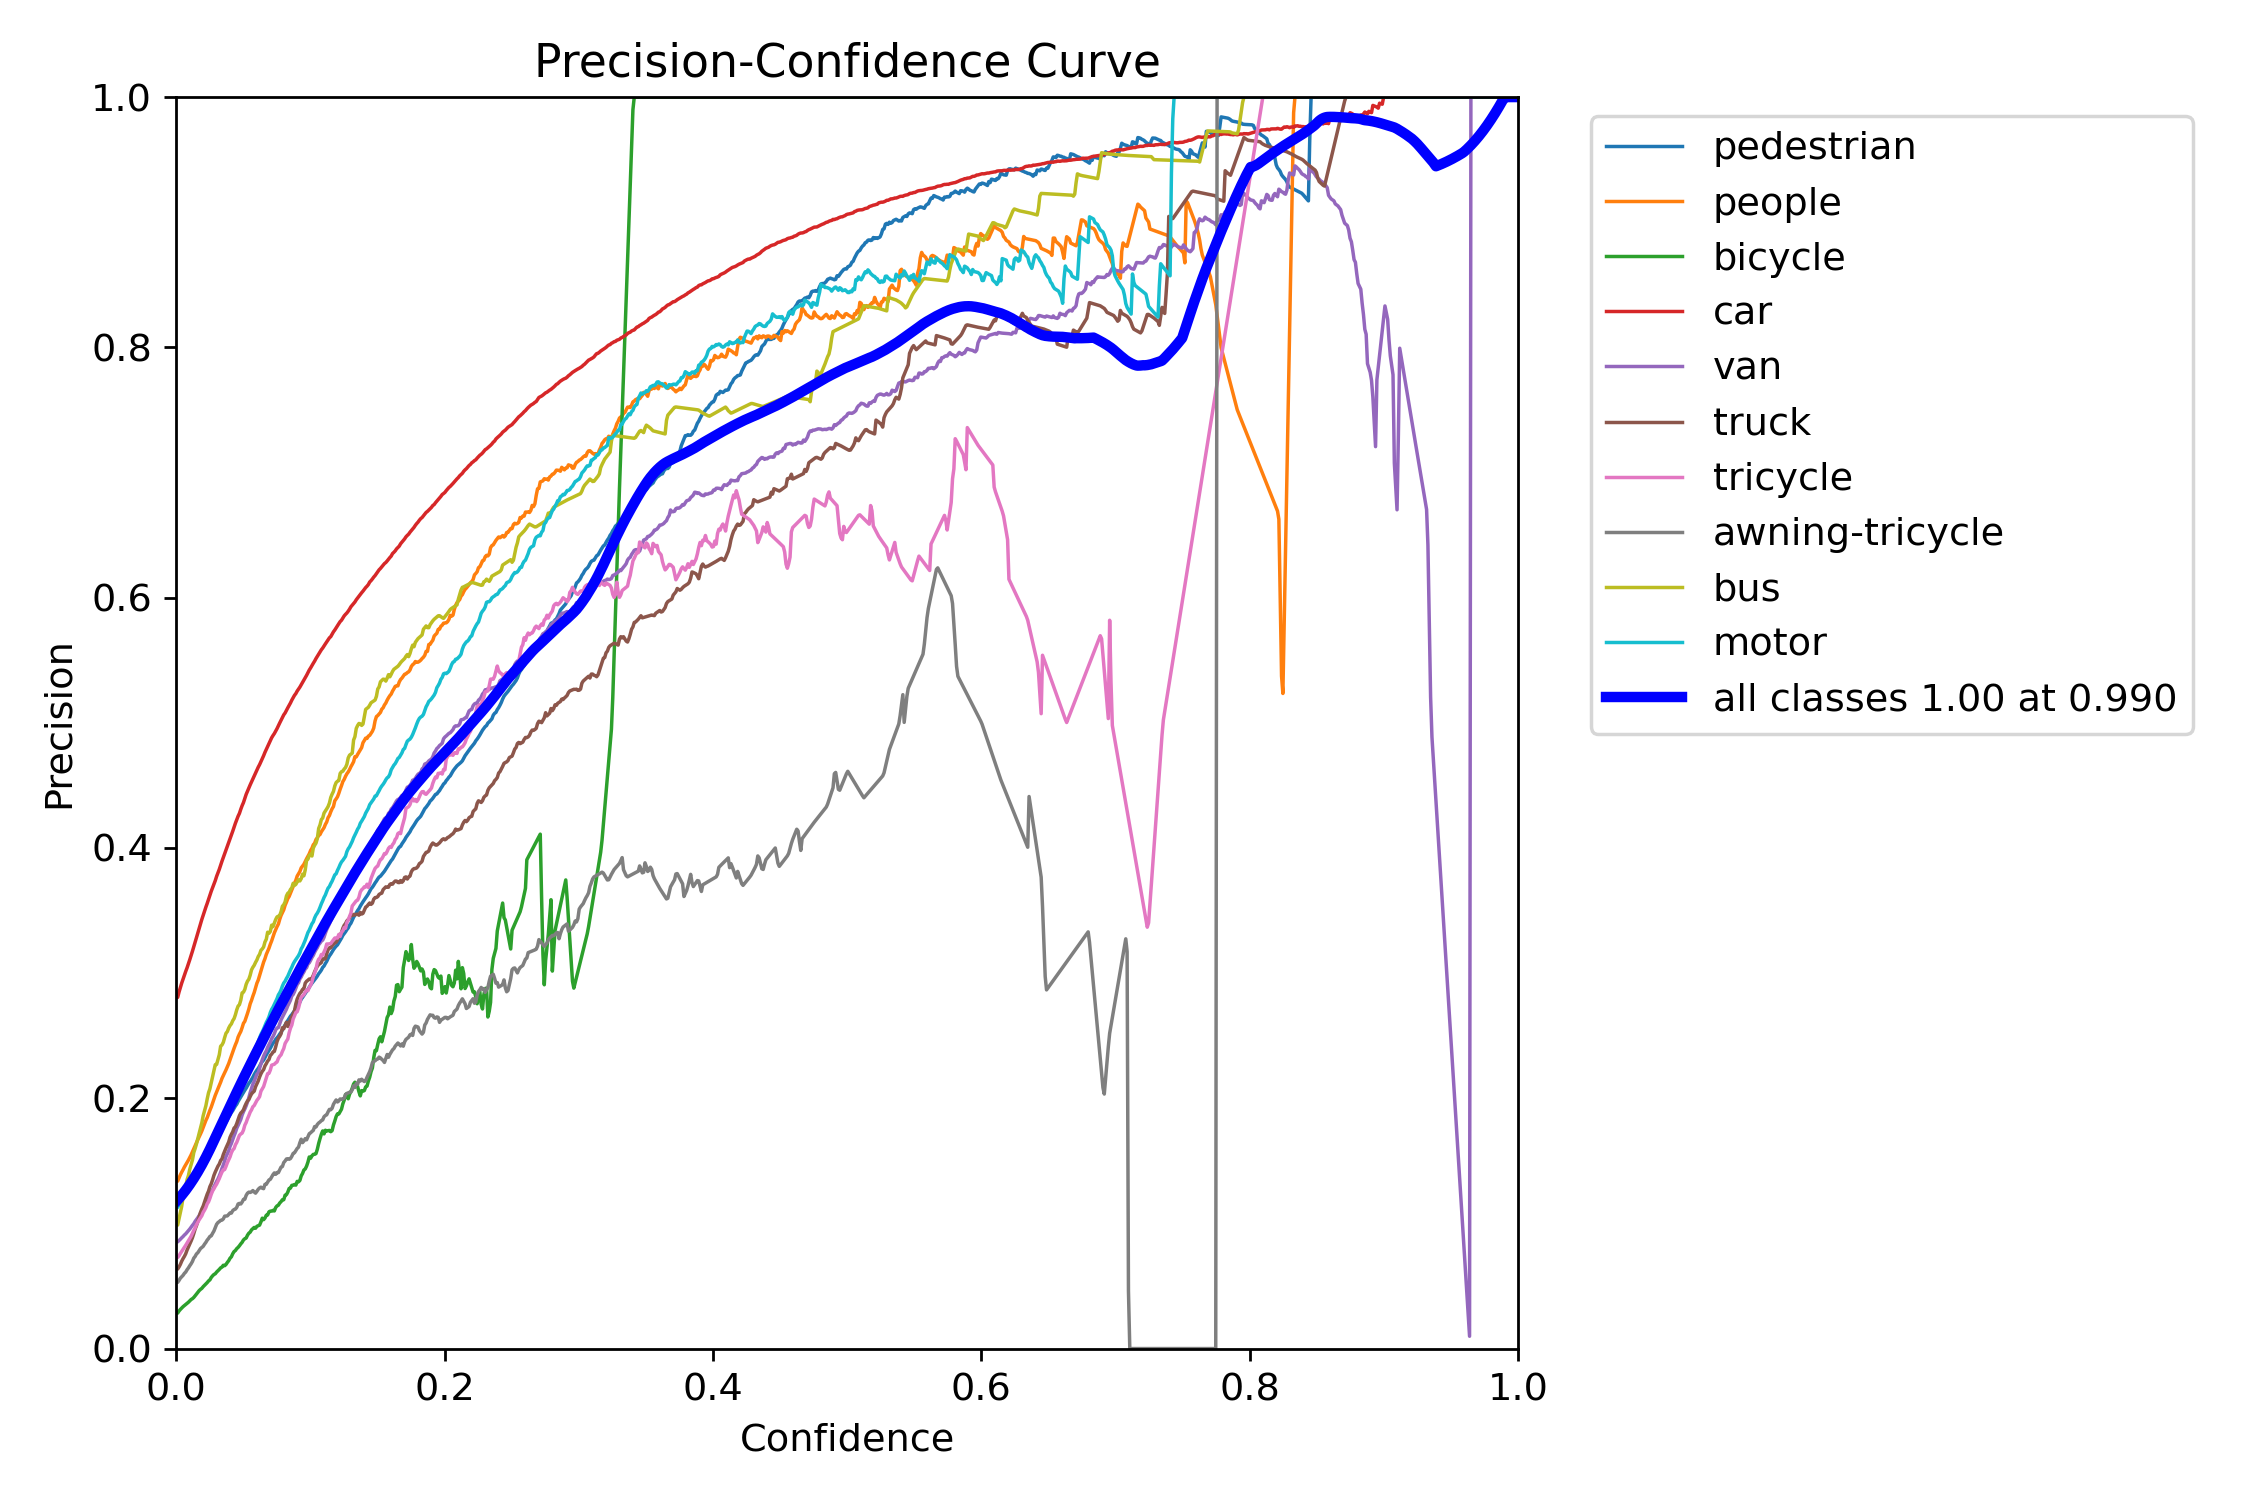 Precision-Confidence Curve
1.0
0.8
0.6
0.4
0.2
0.0
Precision
0.0 0.2 0.4 0.6 0.8 1.0
Confidence
pedestrian
people
bicycle
car
van
truck
tricycle
awning-tricycle
bus
motor
all classes 1.00 at 0.990